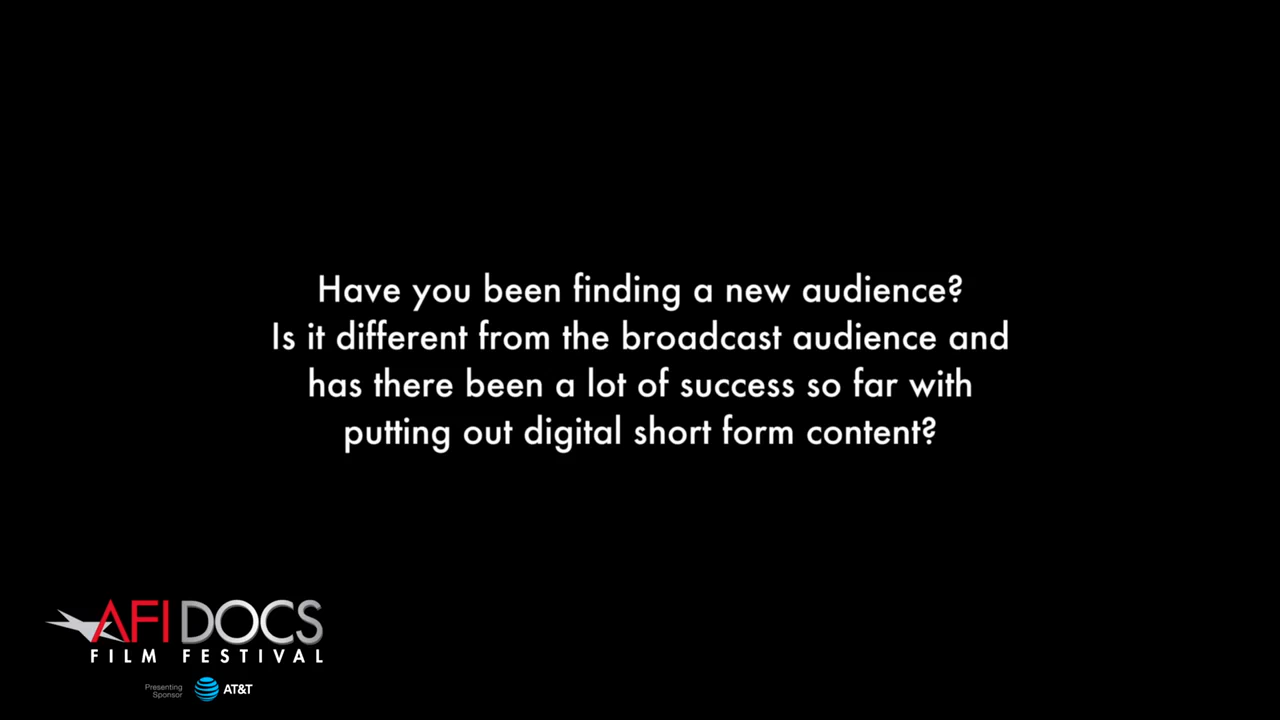 Have you been finding a new audience?
Is it different from the broadcast audience and
has there been a lot of success so far with
putting out digital short form content?
AFI DOCS
FILM FESTIVAL
Presenting
Sponsor
AT&T